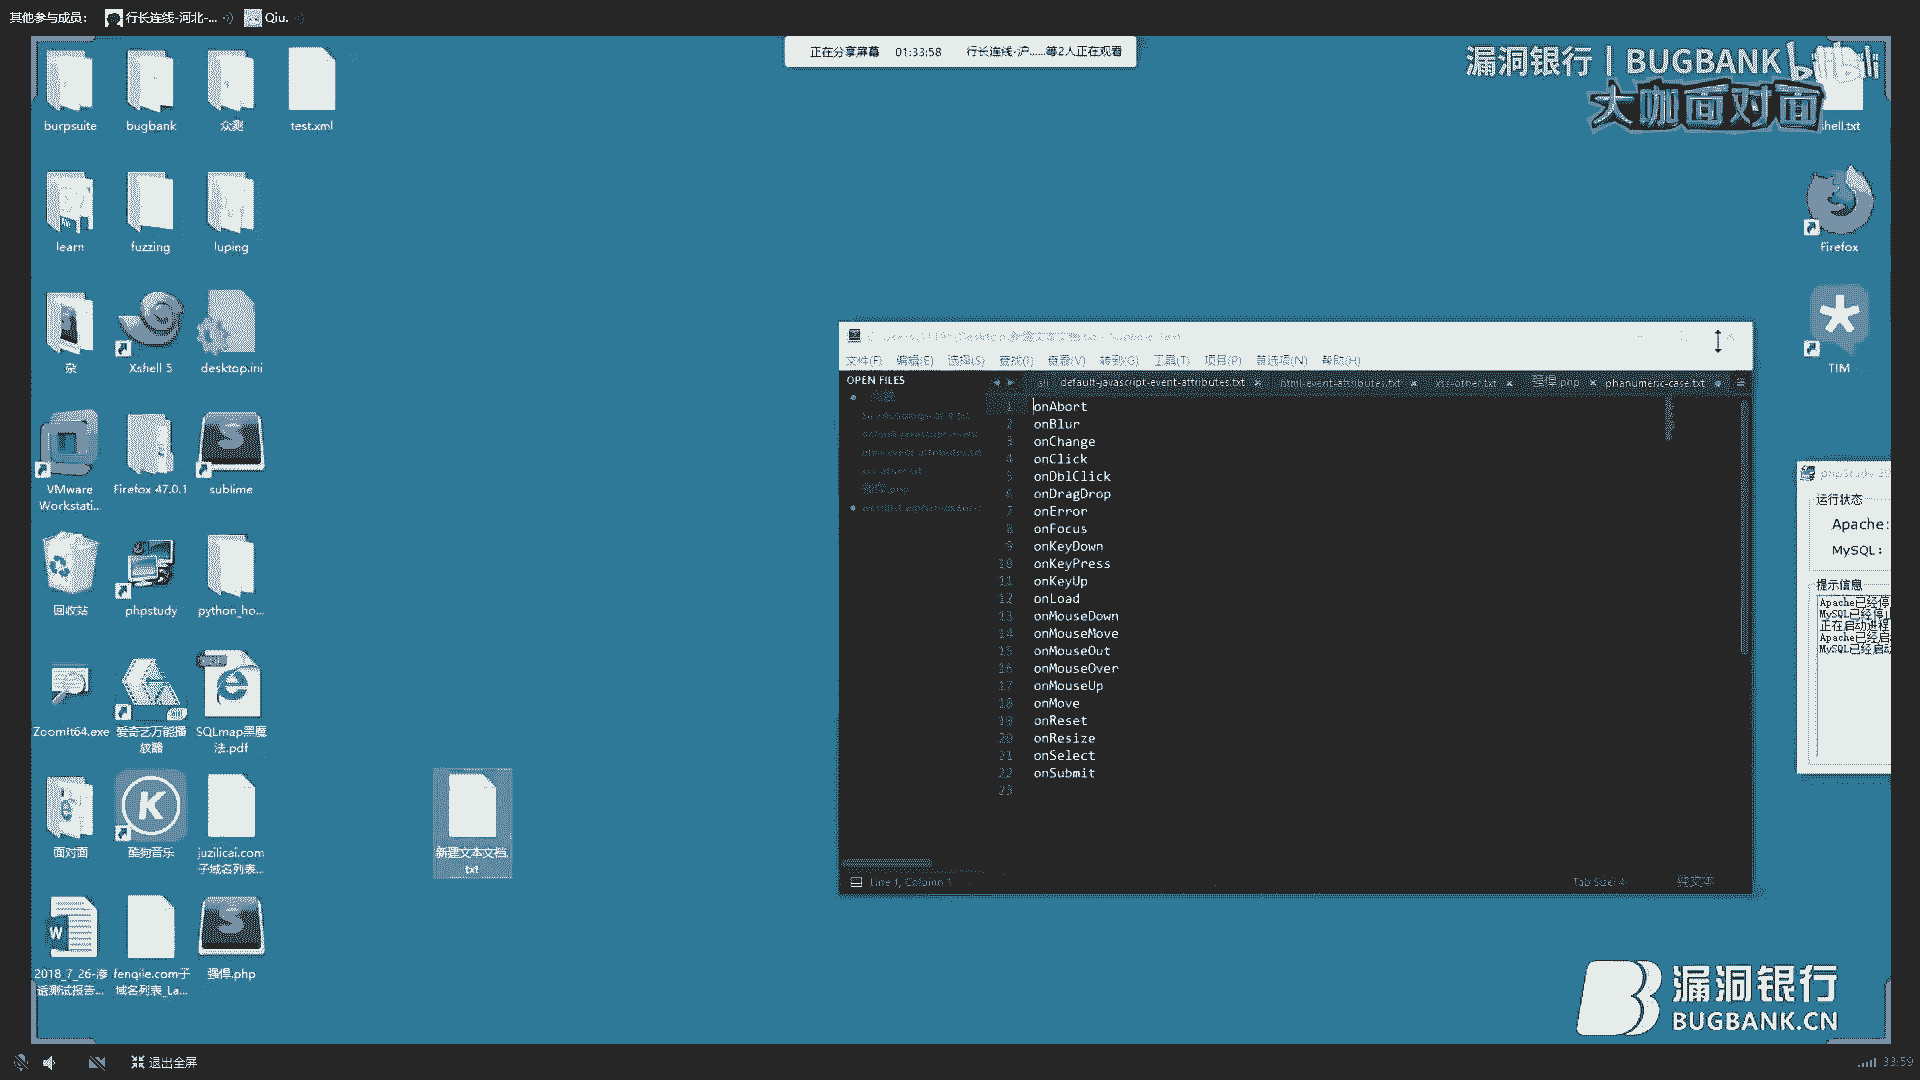 其他参与成员：
行长连线-河北-...
Qiu.
正在分享屏幕 01:33:58 行长连线-沪......等2人正在观看
漏洞银行 | BUGBANK
bilibili
大咖面对面
burpsuite
bugbank
众测
test.xml
shell.txt
learn
fuzzing
luping
Firefox
杂
Xshell 5
desktop.ini
TIM
VMware
Workstati...
Firefox 47.0.1
sublime
回收站
phpstudy
python_ho...
Zoomit64.exe
爱奇艺万能播
放器
SQLmap黑魔
法.pdf
面对面
酷狗音乐
juzilicai.com
子域名列表...
新建文本文档.
txt
2018_7_26-渗
透测试报告...
fenqile.com子
域名列表_La...
强悍.php
文件(F) 编辑(E) 选择(S) 查找(I) 查看(V) 转到(G) 工具(T) 项目(P) 首选项(N) 帮助(H)
OPEN FILES
default-javascript-event-attributes.txt
html-event-attributes.txt
xss-other.txt
强悍.php
phanumeric-case.txt
1 onAbort
2 onBlur
3 onChange
4 onClick
5 onDblClick
6 onDragDrop
7 onError
8 onFocus
9 onKeyDown
10 onKeyPress
11 onKeyUp
12 onLoad
13 onMouseDown
14 onMouseMove
15 onMouseOut
16 onMouseOver
17 onMouseUp
18 onMove
19 onReset
20 onResize
21 onSelect
22 onSubmit
23
Line 1, Column 1
Tab Size: 4
纯文本
phpStudy 20
运行状态
Apache:
MySQL:
提示信息
Apache已经停
MySQL已经停止
正在启动进程
Apache已经启
MySQL已经启动
漏洞银行
BUGBANK.CN
退出全屏
33:59